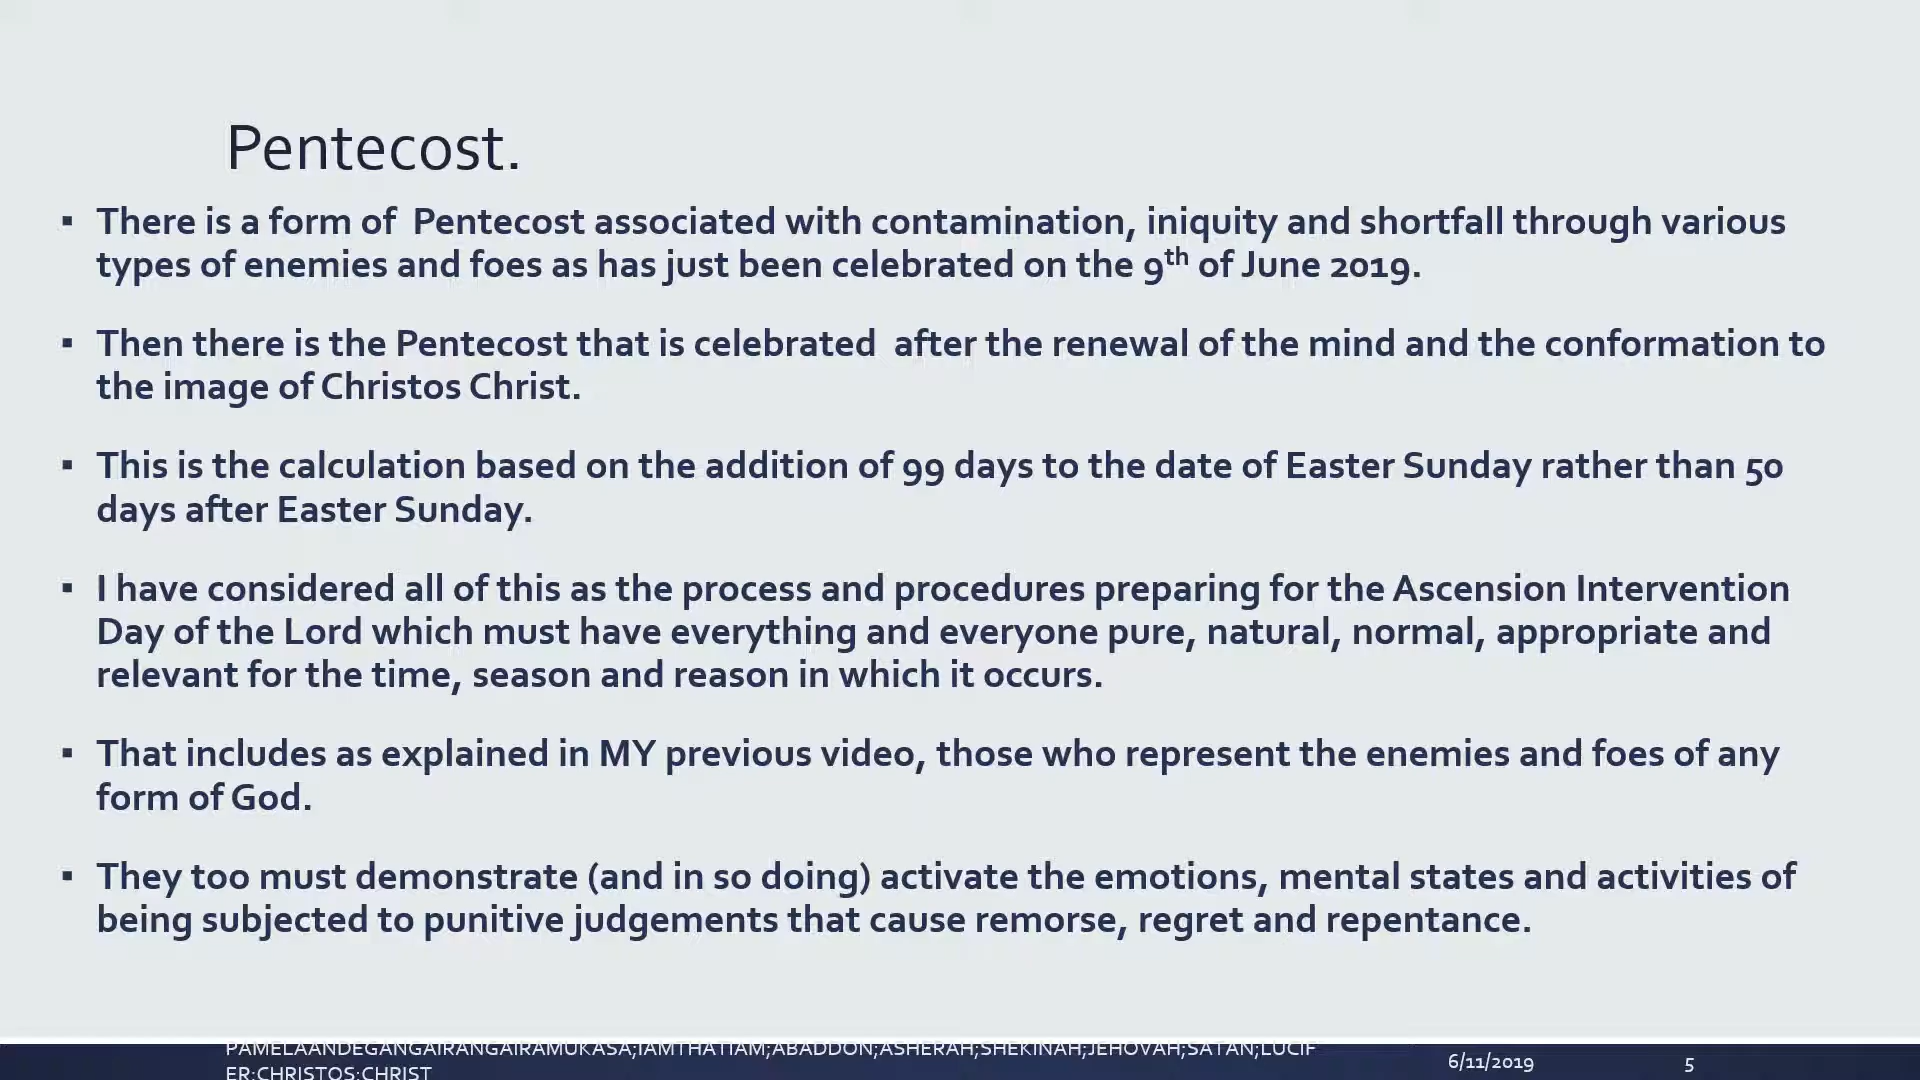 Pentecost.
▪ There is a form of  Pentecost associated with contamination, iniquity and shortfall through various
types of enemies and foes as has just been celebrated on the 9th of June 2019.
▪ Then there is the Pentecost that is celebrated  after the renewal of the mind and the conformation to
the image of Christos Christ.
▪ This is the calculation based on the addition of 99 days to the date of Easter Sunday rather than 50
days after Easter Sunday.
▪ I have considered all of this as the process and procedures preparing for the Ascension Intervention
Day of the Lord which must have everything and everyone pure, natural, normal, appropriate and
relevant for the time, season and reason in which it occurs.
▪ That includes as explained in MY previous video, those who represent the enemies and foes of any
form of God.
▪ They too must demonstrate (and in so doing) activate the emotions, mental states and activities of
being subjected to punitive judgements that cause remorse, regret and repentance.
PAMELAANDEGANGAIRANGAIRAMUKASA;IAMTHATIAM;ABADDON;ASHERAH;SHEKINAH;JEHOVAH;SATAN;LUCIF
ER;CHRISTOS;CHRIST
6/11/2019
5